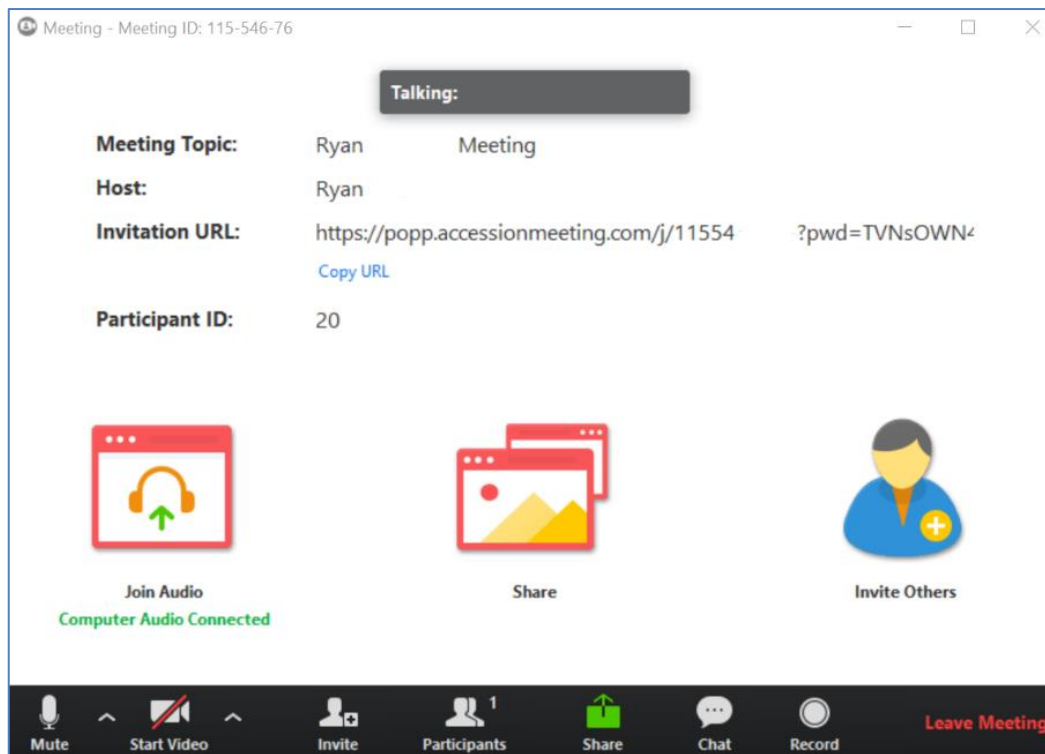 Meeting - Meeting ID: 115-546-76
Talking:
Meeting Topic: Ryan Meeting
Host: Ryan
Invitation URL: https://popp.accessionmeeting.com/j/11554 ?pwd=TVNsOWN4
Copy URL
Participant ID: 20
Join Audio Share Invite Others
Computer Audio Connected
1
Mute Start Video Invite Participants Share Chat Record Leave Meeting